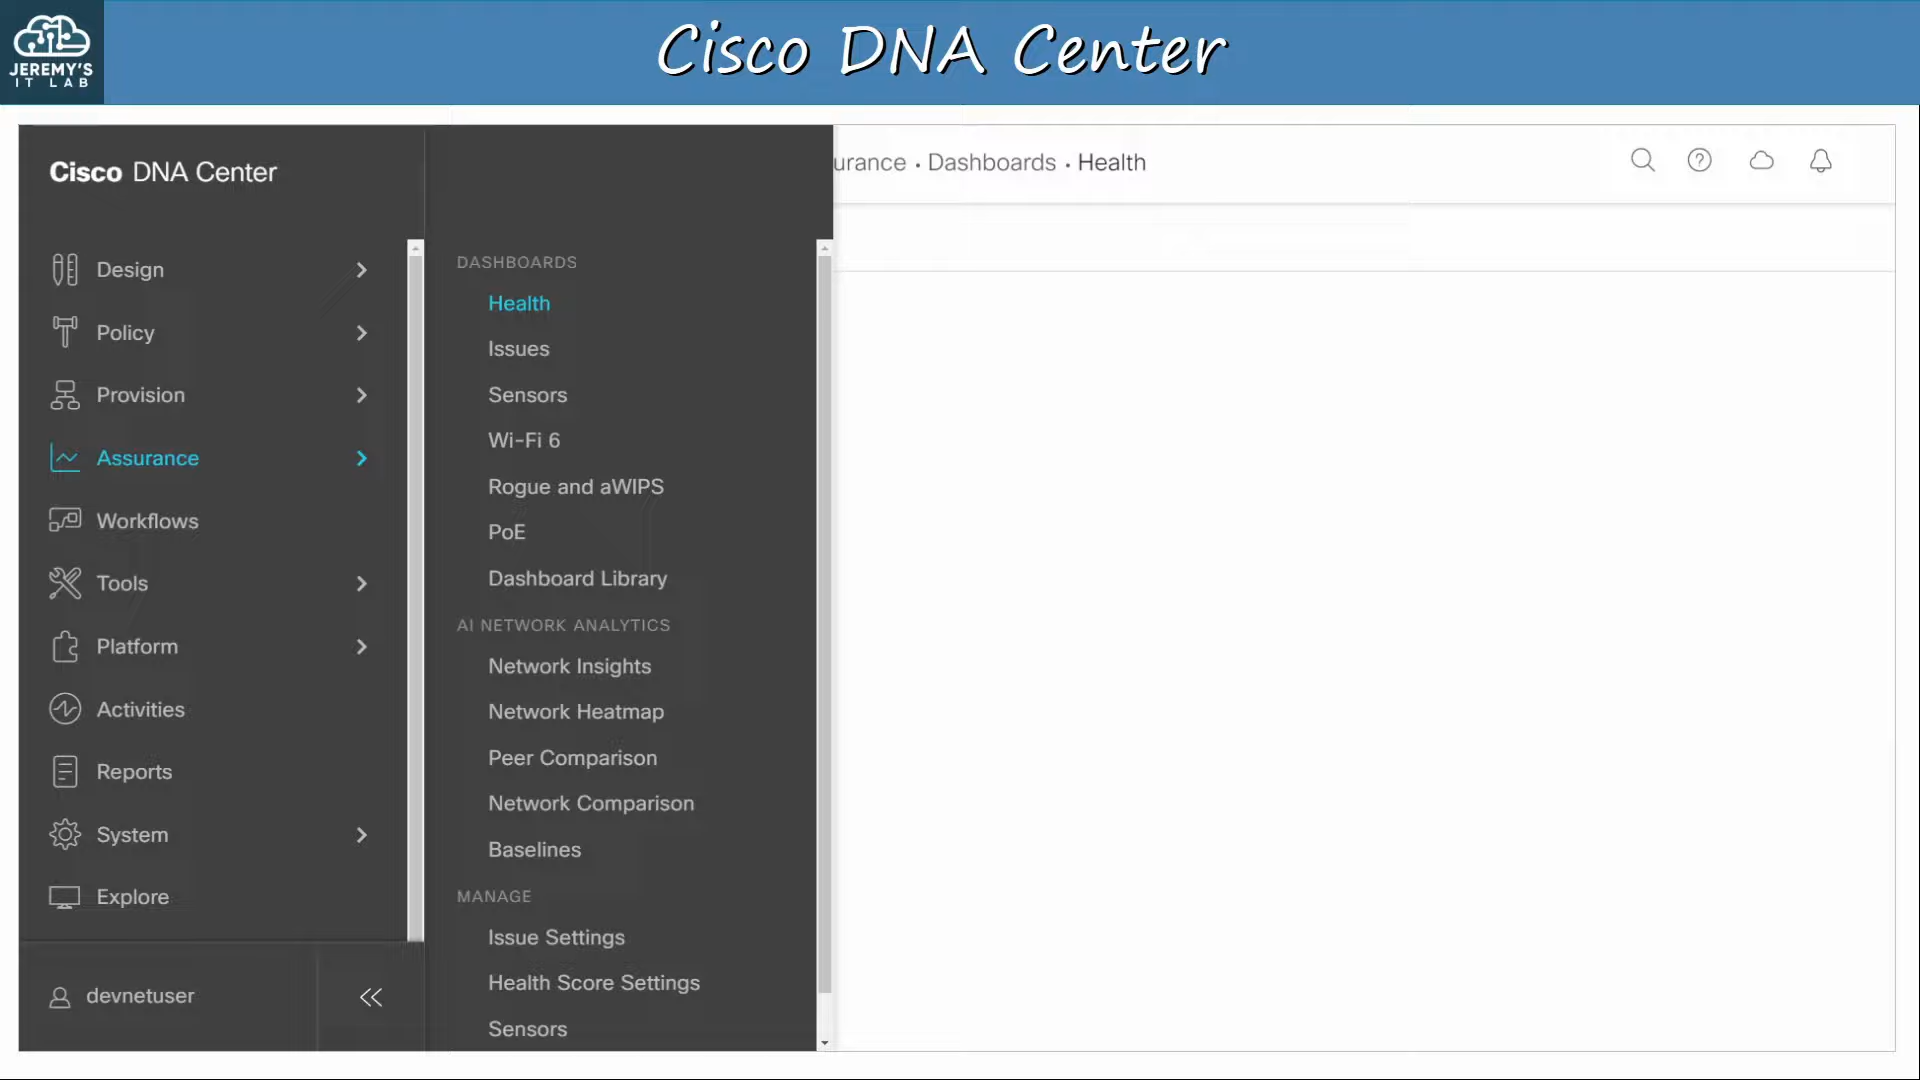 JEREMY'S
IT LAB
Cisco DNA Center
Cisco DNA Center
Design
Policy
Provision
Assurance
Workflows
Tools
Platform
Activities
Reports
System
Explore
devnetuser
DASHBOARDS
Health
Issues
Sensors
Wi-Fi 6
Rogue and aWIPS
PoE
Dashboard Library
AI NETWORK ANALYTICS
Network Insights
Network Heatmap
Peer Comparison
Network Comparison
Baselines
MANAGE
Issue Settings
Health Score Settings
Sensors
urance • Dashboards • Health